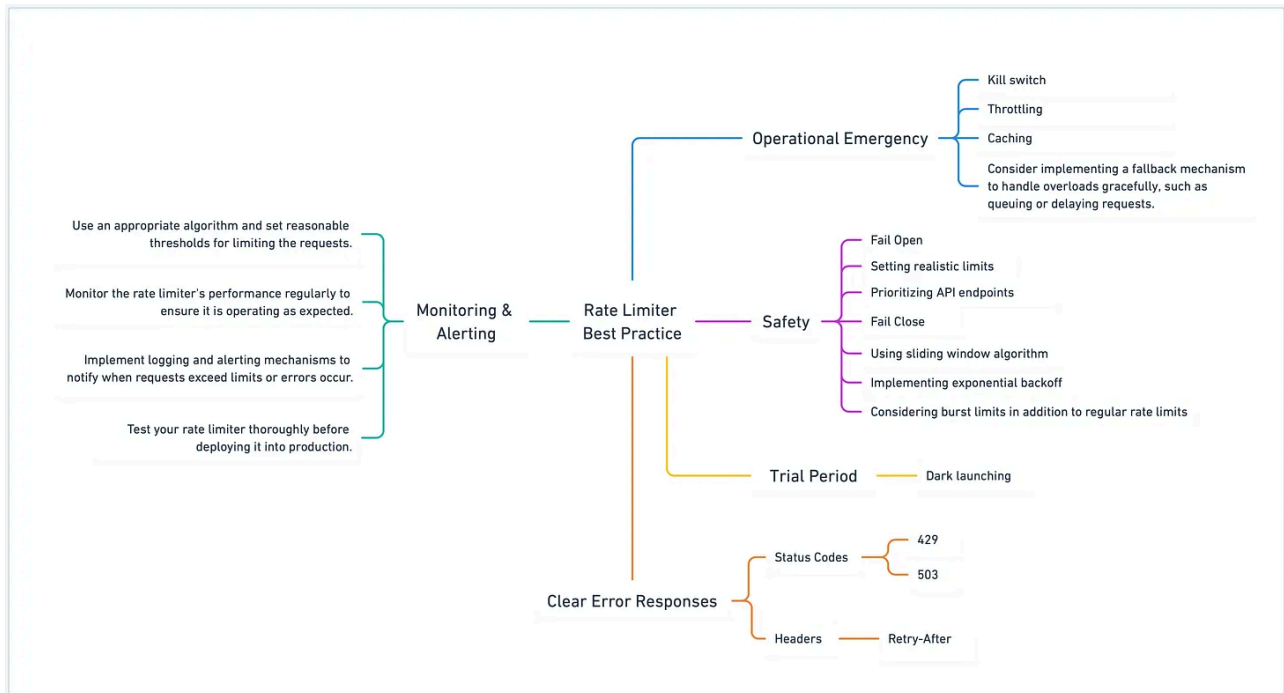 Kill switch
Throttling
Operational Emergency
Caching
Consider implementing a fallback mechanism
to handle overloads gracefully, such as
queuing or delaying requests.
Use an appropriate algorithm and set reasonable
thresholds for limiting the requests.
Monitor the rate limiter's performance regularly to
ensure it is operating as expected.
Implement logging and alerting mechanisms to
notify when requests exceed limits or errors occur.
Test your rate limiter thoroughly before
deploying it into production.
Monitoring &
Alerting
Rate Limiter
Best Practice
Safety
Fail Open
Setting realistic limits
Prioritizing API endpoints
Fail Close
Using sliding window algorithm
Implementing exponential backoff
Considering burst limits in addition to regular rate limits
Trial Period
Dark launching
Clear Error Responses
Status Codes
429
503
Headers
Retry-After